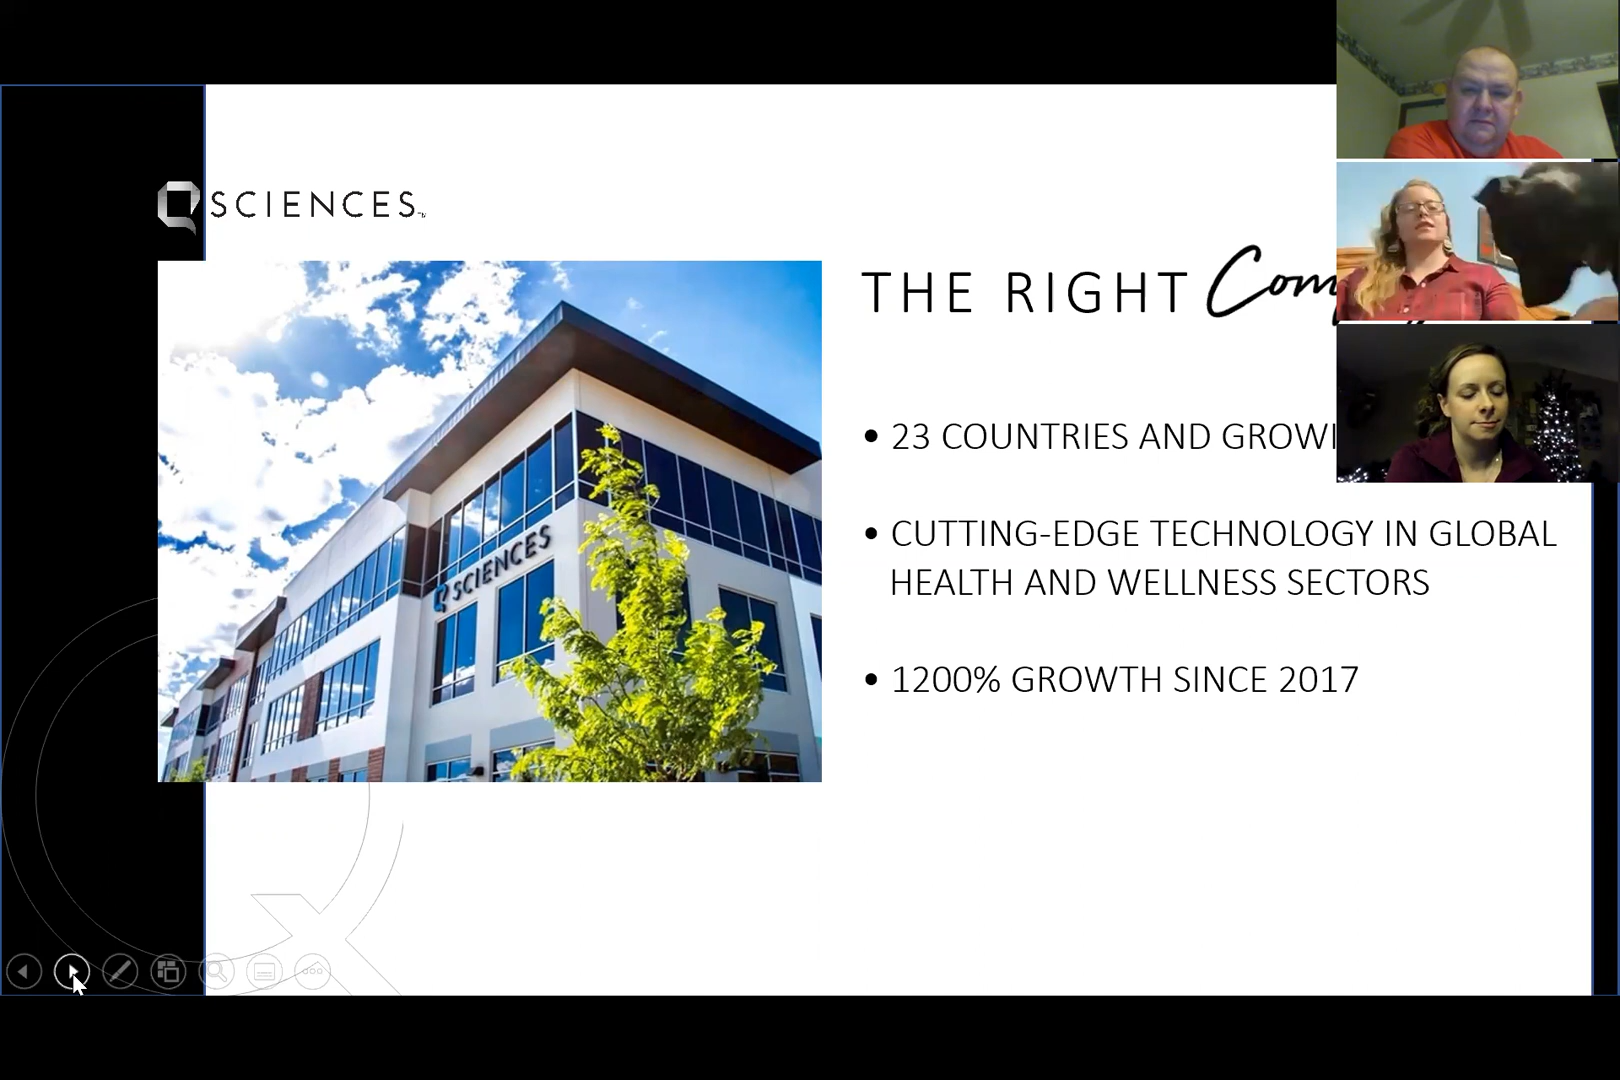 SCIENCES
THE RIGHT Com
• 23 COUNTRIES AND GROWI
• CUTTING-EDGE TECHNOLOGY IN GLOBAL
HEALTH AND WELLNESS SECTORS
• 1200% GROWTH SINCE 2017
Q SCIENCES